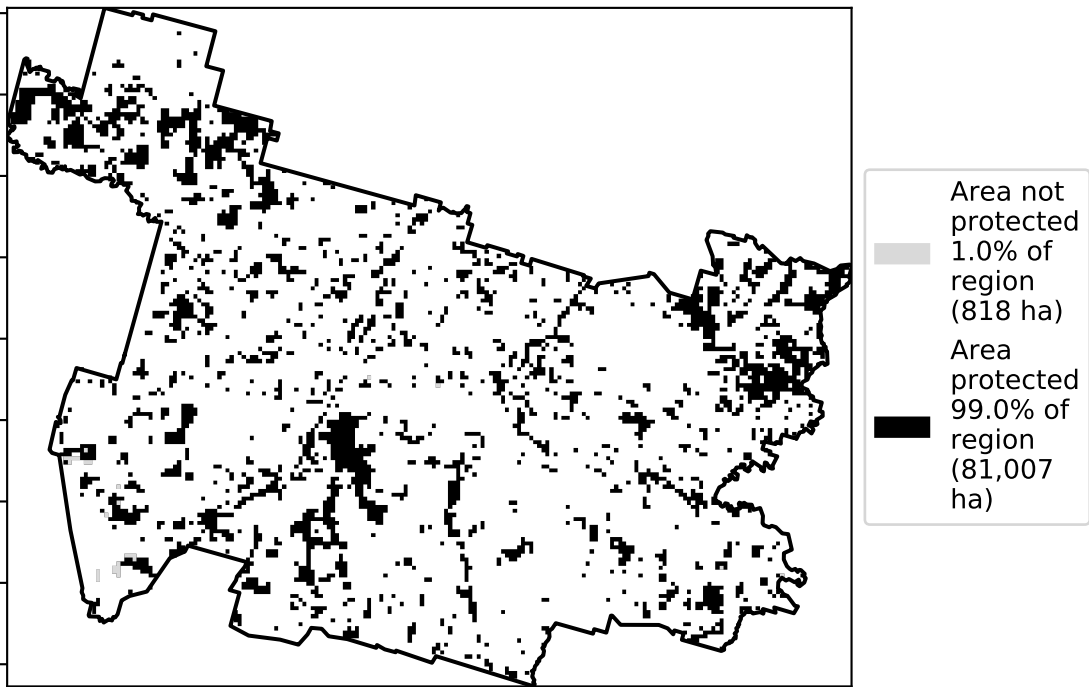 Area not
protected
1.0% of
region
(818 ha)
Area
protected
99.0% of
region
(81,007
ha)